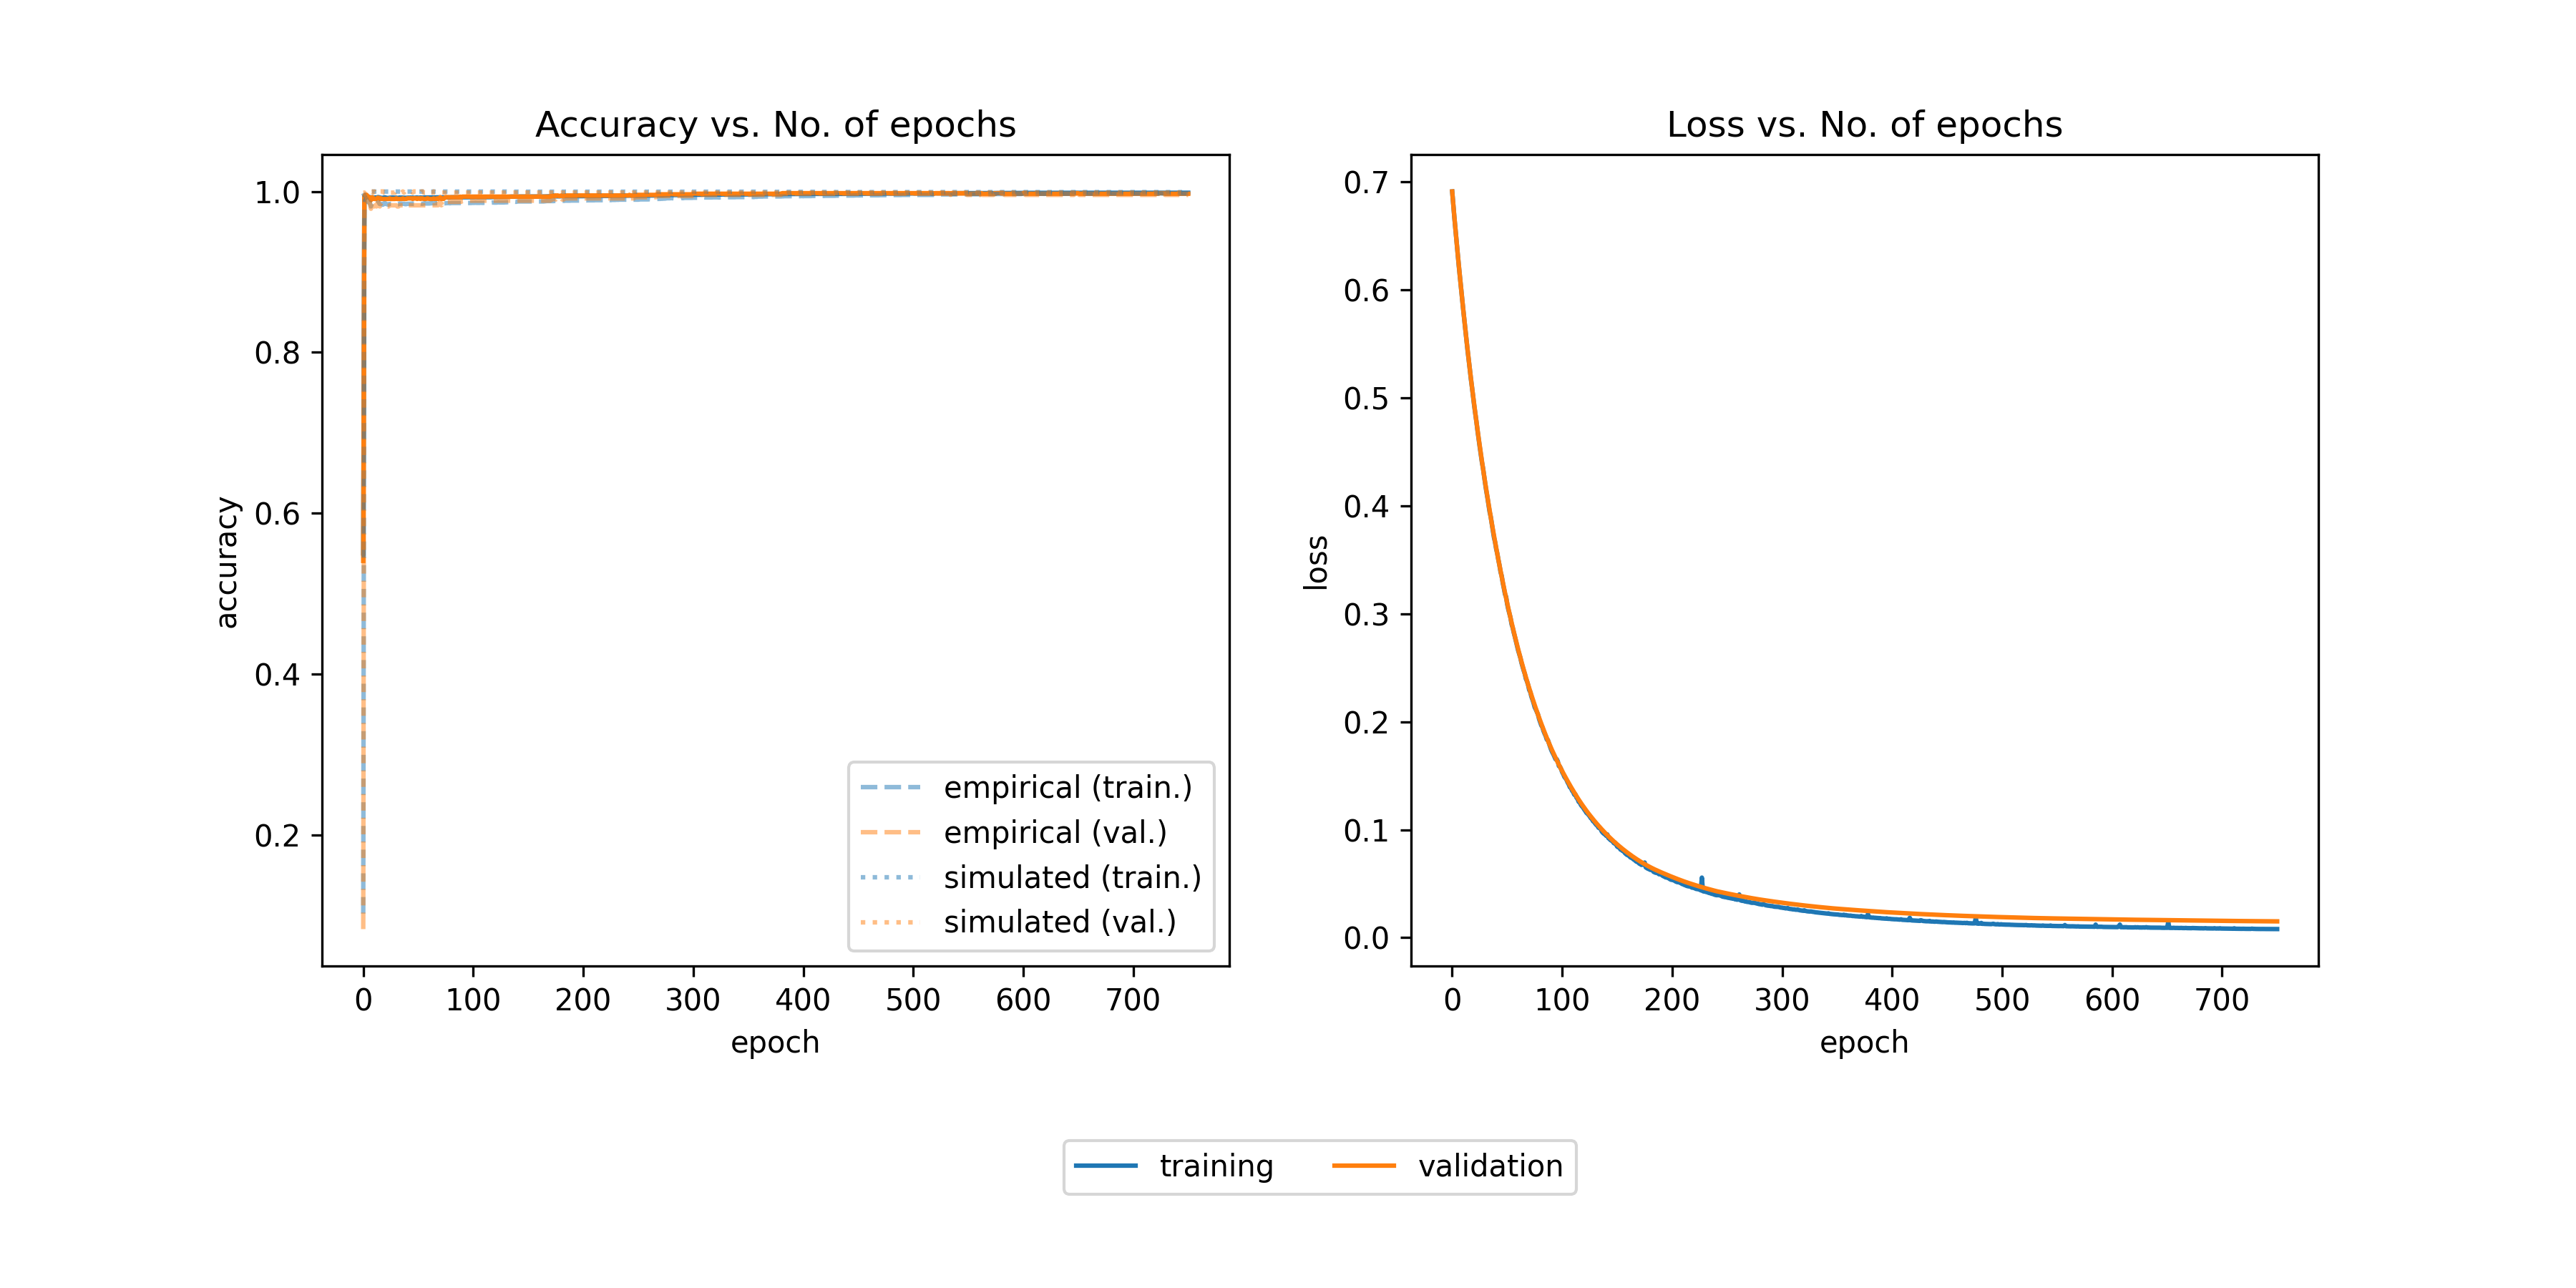 Accuracy vs. No. of epochs
1.0
0.8
0.6
0.4
0.2
accuracy
0 100 200 300 400 500 600 700
epoch
empirical (train.)
empirical (val.)
simulated (train.)
simulated (val.)
Loss vs. No. of epochs
0.7
0.6
0.5
0.4
0.3
0.2
0.1
0.0
loss
0 100 200 300 400 500 600 700
epoch
training validation